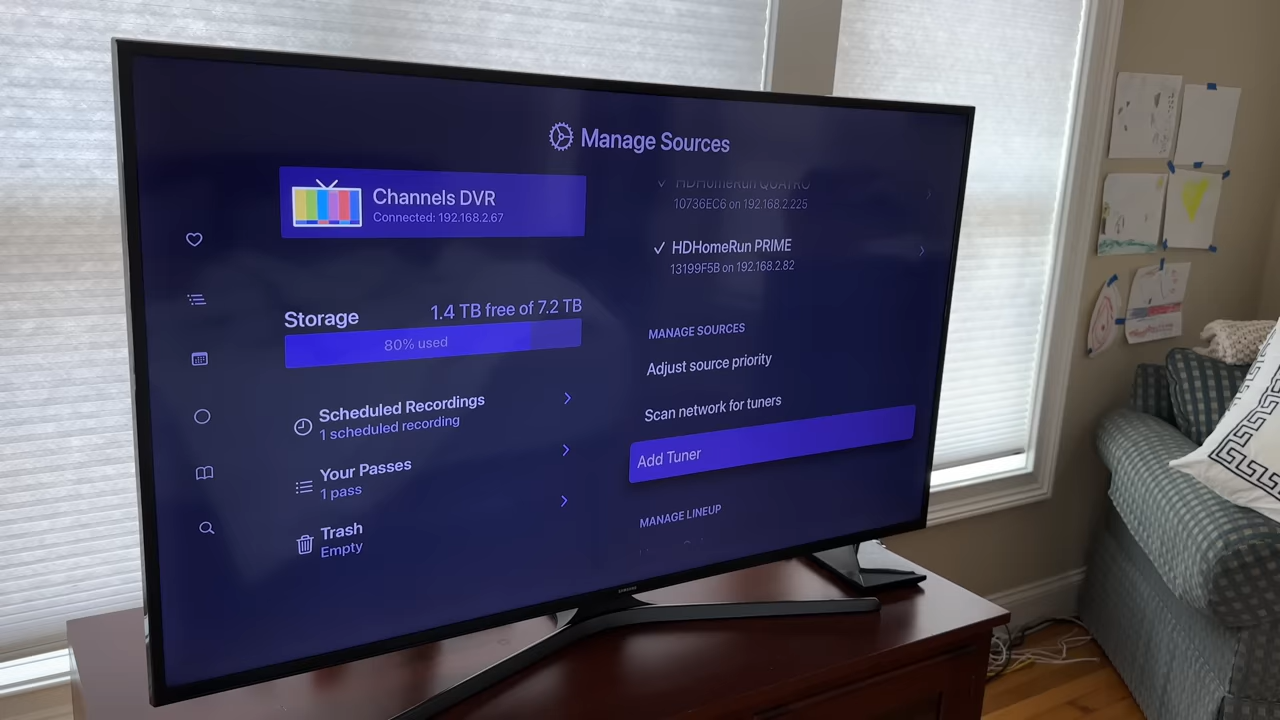 Manage Sources
Channels DVR
Connected: 192.168.2.67
Storage
1.4 TB free of 7.2 TB
80% used
Scheduled Recordings
1 scheduled recording
Your Passes
1 pass
Trash
Empty
HDHomeRun QUATRO
10736EC6 on 192.168.2.225
HDHomeRun PRIME
13199F5B on 192.168.2.82
MANAGE SOURCES
Adjust source priority
Scan network for tuners
Add Tuner
MANAGE LINEUP
SAMSUNG